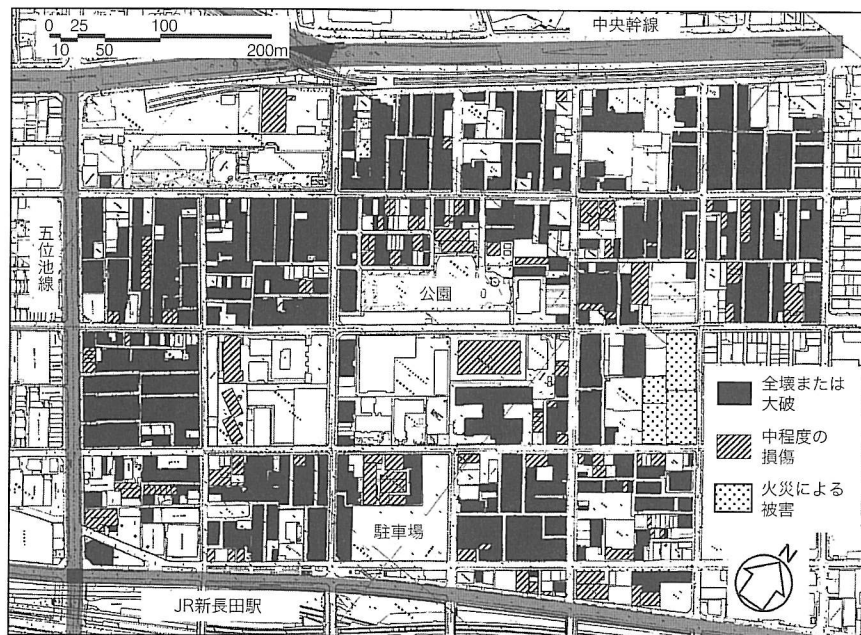 0 25 100
10 50 200m
中央幹線
五位池線
公園
駐車場
JR新長田駅
全壊または
大破
中程度の
損傷
火災による
被害
N